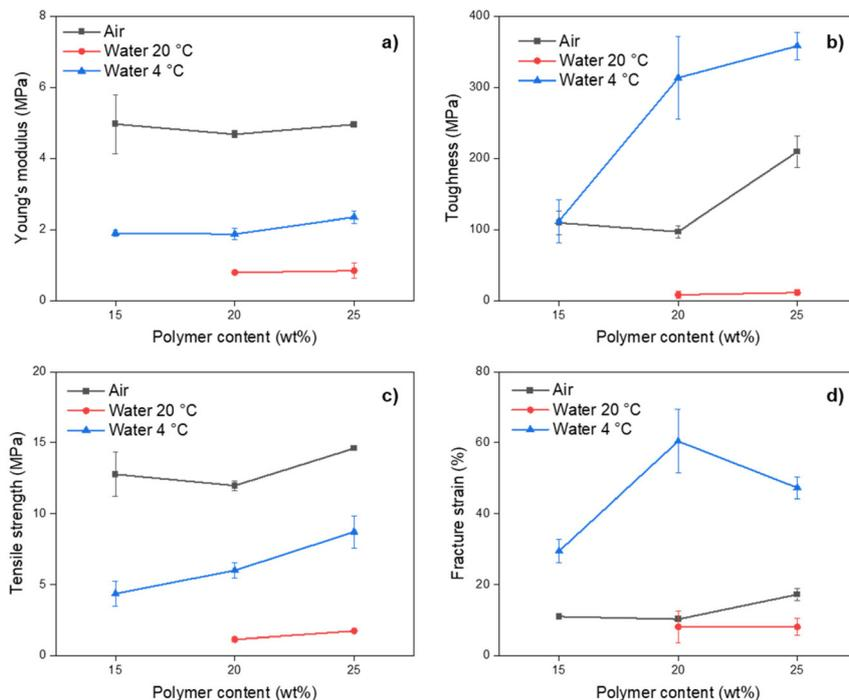 a)
Air
Water 20 °C
Water 4 °C
Young's modulus (MPa)
8
6
4
2
0
15 20 25
Polymer content (wt%)
b)
Air
Water 20 °C
Water 4 °C
Toughness (MPa)
400
300
200
100
0
15 20 25
Polymer content (wt%)
c)
Air
Water 20 °C
Water 4 °C
Tensile strength (MPa)
20
15
10
5
0
15 20 25
Polymer content (wt%)
d)
Air
Water 20 °C
Water 4 °C
Fracture strain (%)
80
60
40
20
0
15 20 25
Polymer content (wt%)